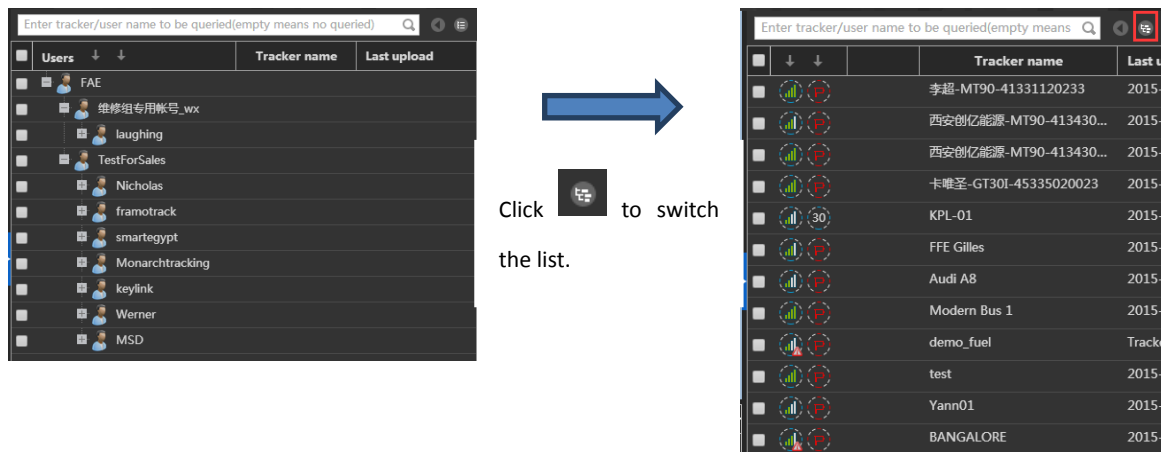 Enter tracker/user name to be queried(empty means no queried)
Users Tracker name Last upload
FAE
维修组专用帐号_wx
laughing
TestForSales
Nicholas
framotrack
smartegypt
Monarchtracking
keylink
Werner
MSD
Click to switch
the list.
Enter tracker/user name to be queried(empty means
Tracker name Last u
李超-MT90-41331120233 2015-
西安创亿能源-MT90-413430... 2015-
西安创亿能源-MT90-413430... 2015-
卡唯圣-GT30I-45335020023 2015-
30 KPL-01 2015-
FFE Gilles 2015-
Audi A8 2015-
Modern Bus 1 2015-
demo_fuel Tracke
test 2015-
Yann01 2015-
BANGALORE 2015-